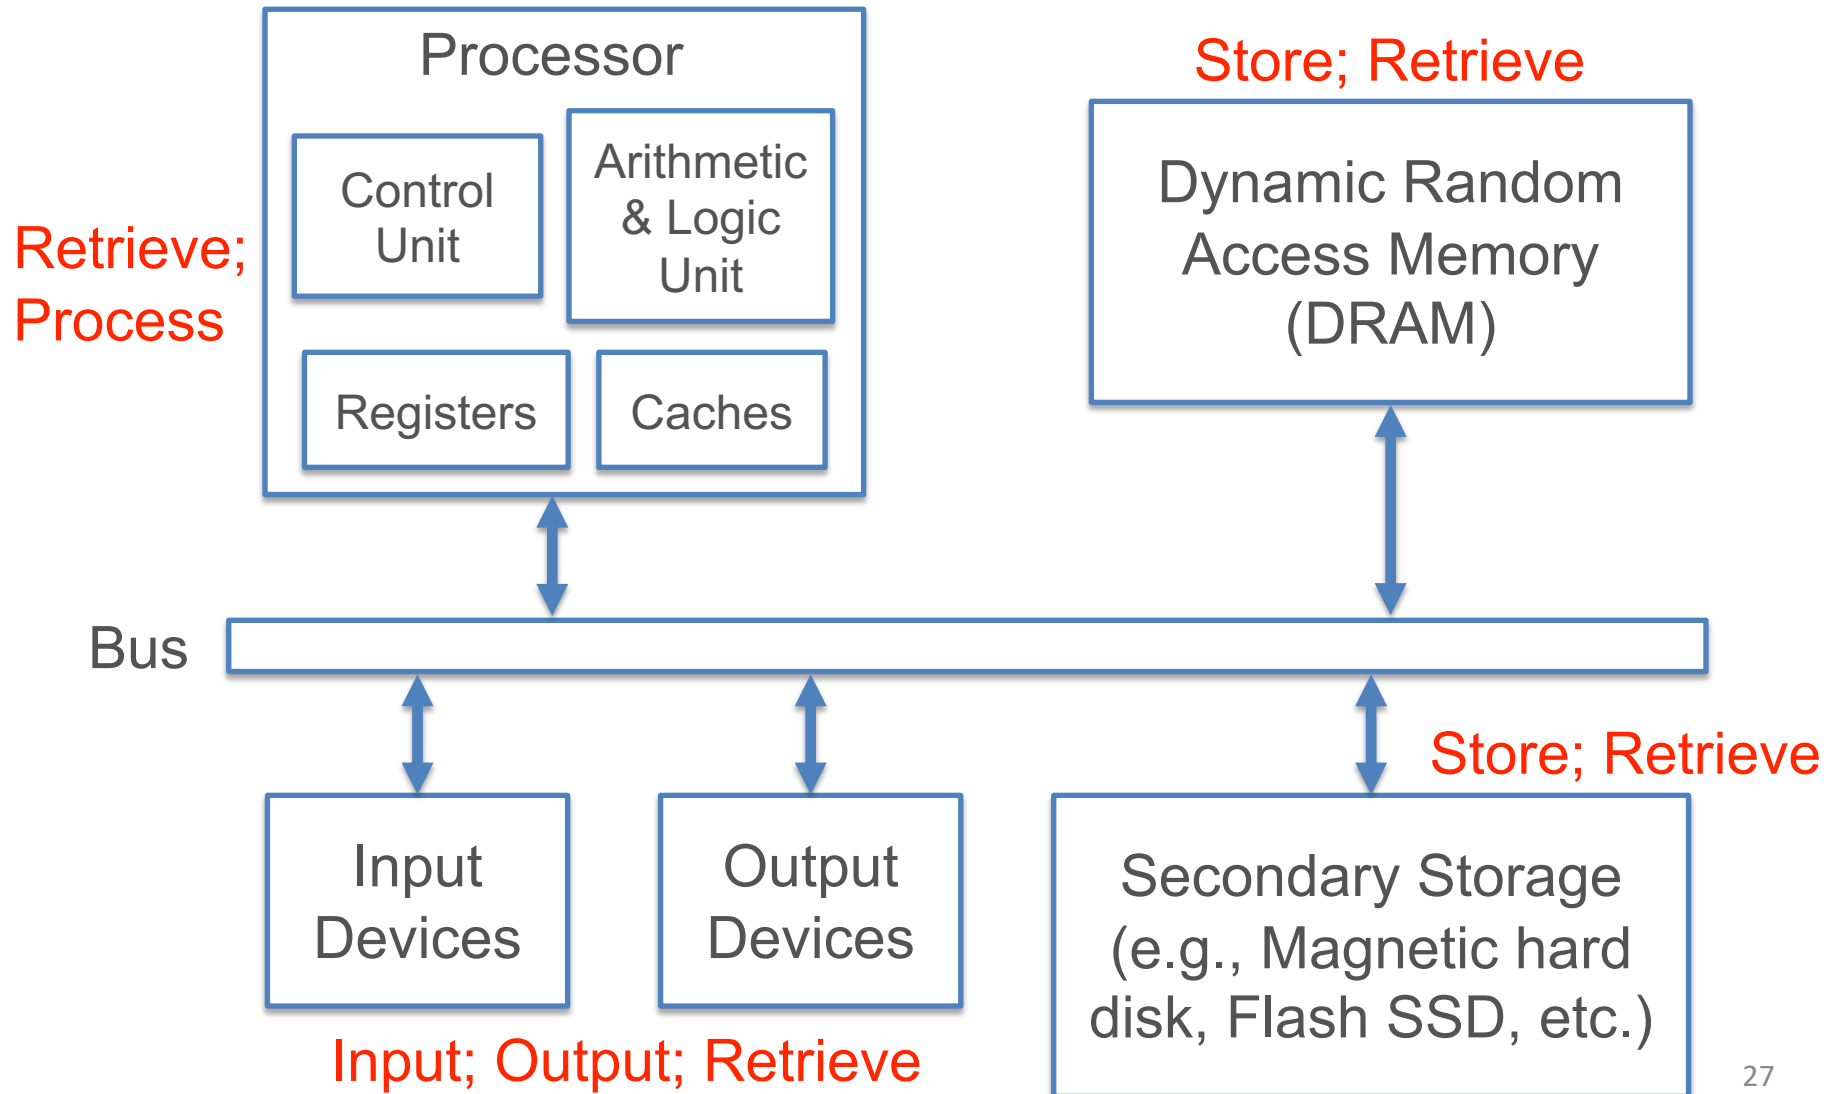 Processor
Store; Retrieve
Control
Unit
Arithmetic
& Logic
Unit
Dynamic Random
Access Memory
(DRAM)
Retrieve;
Process
Registers
Caches
Bus
Store; Retrieve
Input
Devices
Output
Devices
Secondary Storage
(e.g., Magnetic hard
disk, Flash SSD, etc.)
Input; Output; Retrieve
27